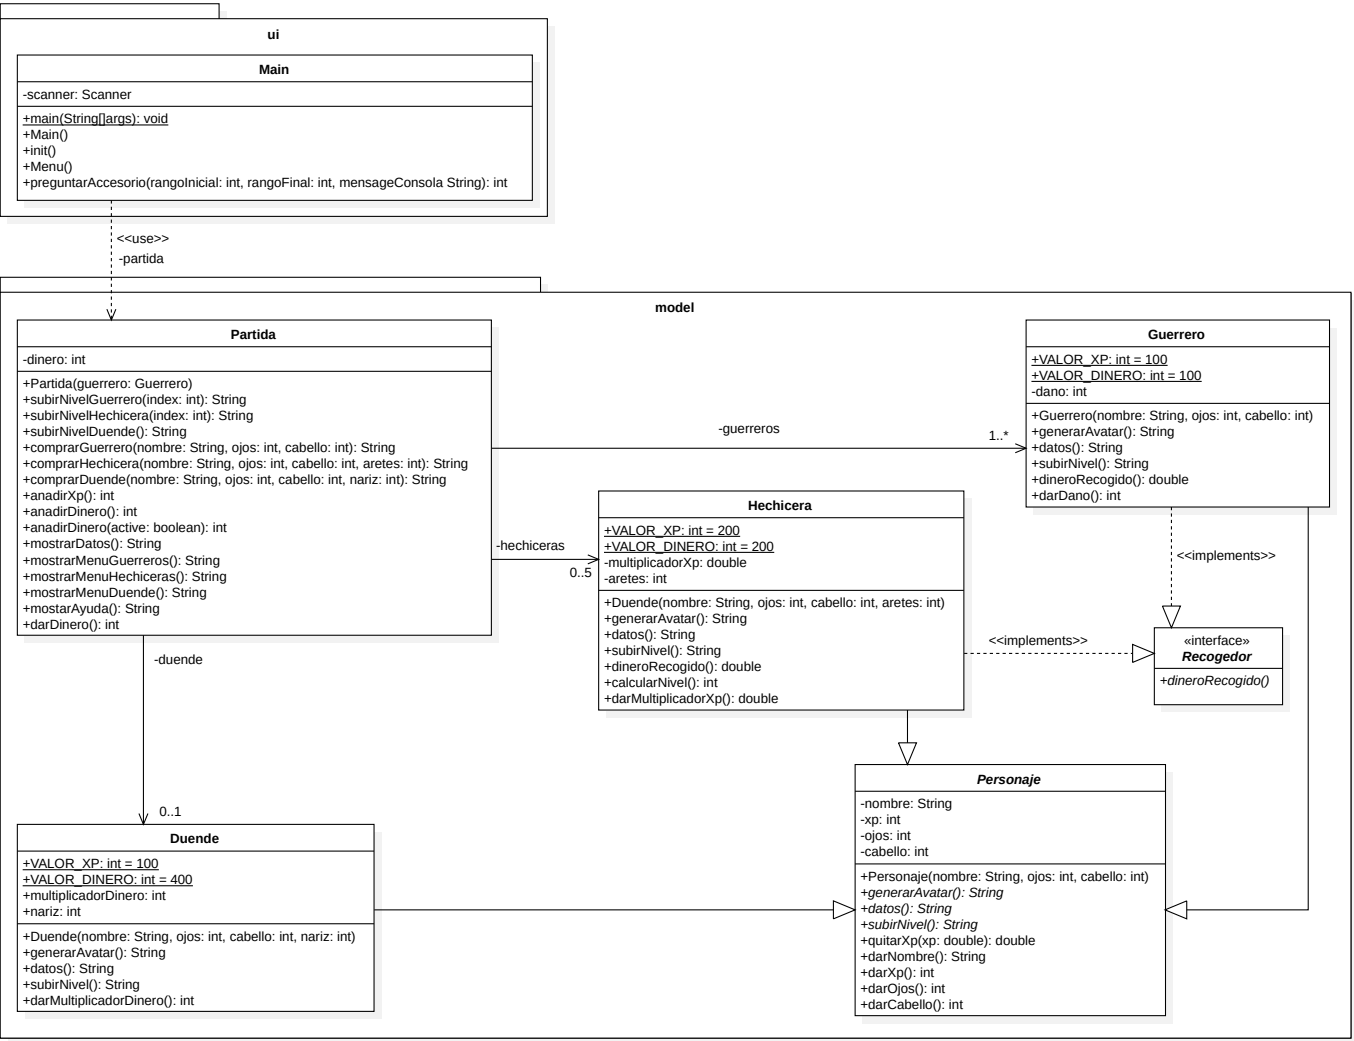 ui
Main
-scanner: Scanner
+main(String[]args): void
+Main()
+init()
+Menu()
+preguntarAccesorio(rangoInicial: int, rangoFinal: int, mensageConsola String): int
<<use>>
-partida
model
Partida
-dinero: int
+Partida(guerrero: Guerrero)
+subirNivelGuerrero(index: int): String
+subirNivelHechicera(index: int): String
+subirNivelDuende(): String
+comprarGuerrero(nombre: String, ojos: int, cabello: int): String
+comprarHechicera(nombre: String, ojos: int, cabello: int, aretes: int): String
+comprarDuende(nombre: String, ojos: int, cabello: int, nariz: int): String
+anadirXp(): int
+anadirDinero(): int
+anadirDinero(active: boolean): int
+mostrarDatos(): String
+mostrarMenuGuerreros(): String
+mostrarMenuHechiceras(): String
+mostrarMenuDuende(): String
+mostarAyuda(): String
+darDinero(): int
-guerreros
1..*
Guerrero
+VALOR_XP: int = 100
+VALOR_DINERO: int = 100
-dano: int
+Guerrero(nombre: String, ojos: int, cabello: int)
+generarAvatar(): String
+datos(): String
+subirNivel(): String
+dineroRecogido(): double
+darDano(): int
-hechiceras
0..5
Hechicera
+VALOR_XP: int = 200
+VALOR_DINERO: int = 200
-multiplicadorXp: double
-aretes: int
+Duende(nombre: String, ojos: int, cabello: int, aretes: int)
+generarAvatar(): String
+datos(): String
+subirNivel(): String
+dineroRecogido(): double
+calcularNivel(): int
+darMultiplicadorXp(): double
<<implements>>
<<implements>>
«interface»
Recogedor
+dineroRecogido()
-duende
0..1
Duende
+VALOR_XP: int = 100
+VALOR_DINERO: int = 400
+multiplicadorDinero: int
+nariz: int
+Duende(nombre: String, ojos: int, cabello: int, nariz: int)
+generarAvatar(): String
+datos(): String
+subirNivel(): String
+darMultiplicadorDinero(): int
Personaje
-nombre: String
-xp: int
-ojos: int
-cabello: int
+Personaje(nombre: String, ojos: int, cabello: int)
+generarAvatar(): String
+datos(): String
+subirNivel(): String
+quitarXp(xp: double): double
+darNombre(): String
+darXp(): int
+darOjos(): int
+darCabello(): int